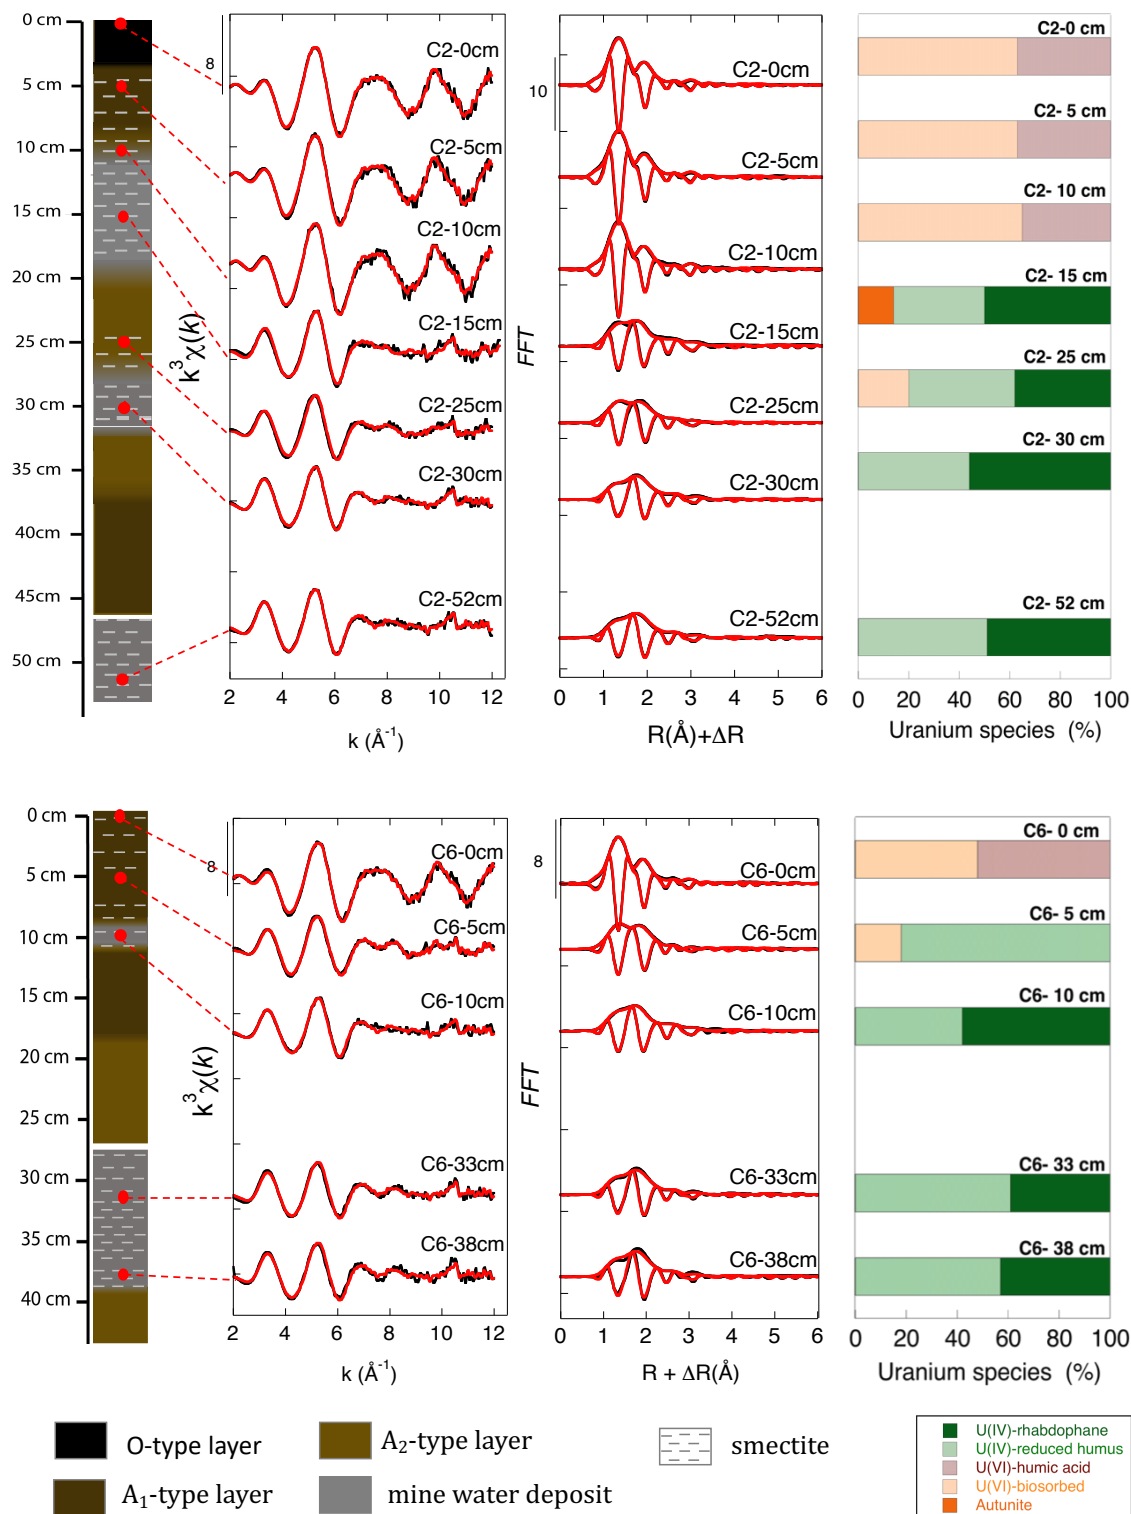 0 cm
5 cm
10 cm
15 cm
20 cm
25 cm
30 cm
35 cm
40cm
45cm
50 cm
8
k³χ(k)
C2-0cm
C2-5cm
C2-10cm
C2-15cm
C2-25cm
C2-30cm
C2-52cm
2 4 6 8 10 12
k (Å⁻¹)
10
FFT
C2-0cm
C2-5cm
C2-10cm
C2-15cm
C2-25cm
C2-30cm
C2-52cm
0 1 2 3 4 5 6
R(Å)+ΔR
C2-0 cm
C2- 5 cm
C2- 10 cm
C2- 15 cm
C2- 25 cm
C2- 30 cm
C2- 52 cm
0 20 40 60 80 100
Uranium species (%)
0 cm
5 cm
10 cm
15 cm
20 cm
25 cm
30 cm
35 cm
40 cm
8
k³χ(k)
C6-0cm
C6-5cm
C6-10cm
C6-33cm
C6-38cm
2 4 6 8 10 12
k (Å⁻¹)
8
FFT
C6-0cm
C6-5cm
C6-10cm
C6-33cm
C6-38cm
0 1 2 3 4 5 6
R + ΔR(Å)
C6- 0 cm
C6- 5 cm
C6- 10 cm
C6- 33 cm
C6- 38 cm
0 20 40 60 80 100
Uranium species (%)
O-type layer
A₂-type layer
smectite
A₁-type layer
mine water deposit
U(IV)-rhabdophane
U(IV)-reduced humus
U(VI)-humic acid
U(VI)-biosorbed
Autunite